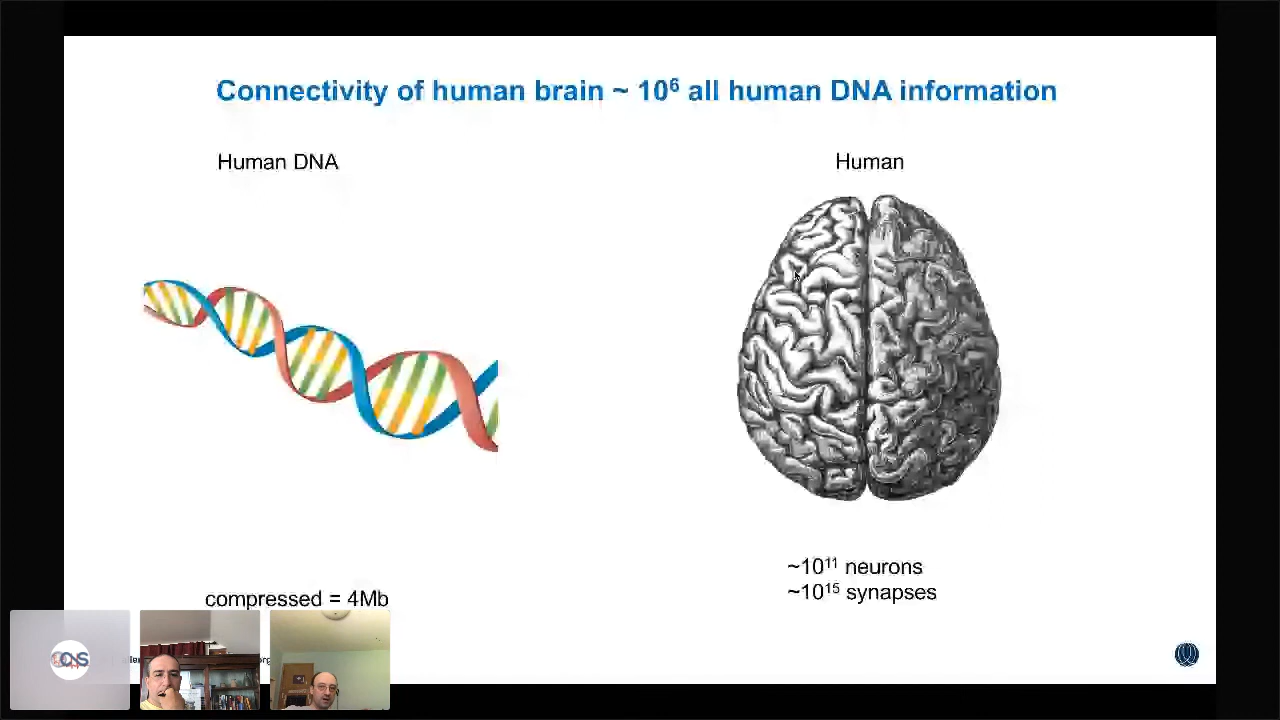 Connectivity of human brain ~ 10⁶ all human DNA information
Human DNA
Human
~10¹¹ neurons
~10¹⁵ synapses
compressed = 4Mb